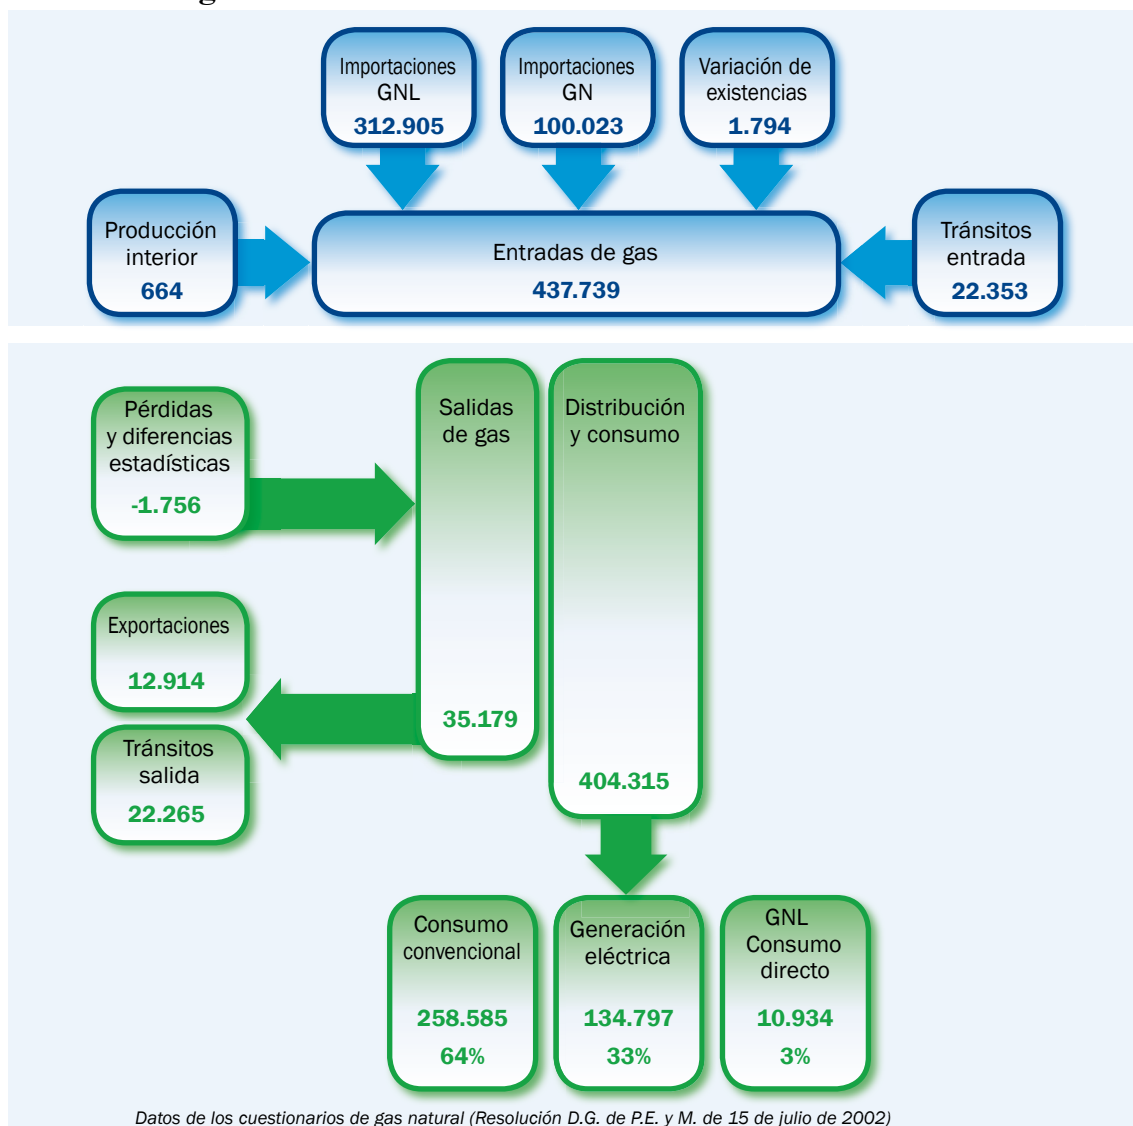 Importaciones
GNL
312.905
Importaciones
GN
100.023
Variación de
existencias
1.794
Producción
interior
664
Entradas de gas
437.739
Tránsitos
entrada
22.353
Pérdidas
y diferencias
estadísticas
-1.756
Salidas
de gas
35.179
Distribución
y consumo
404.315
Exportaciones
12.914
Tránsitos
salida
22.265
Consumo
convencional
258.585
64%
Generación
eléctrica
134.797
33%
GNL
Consumo
directo
10.934
3%
Datos de los cuestionarios de gas natural (Resolución D.G. de P.E. y M. de 15 de julio de 2002)